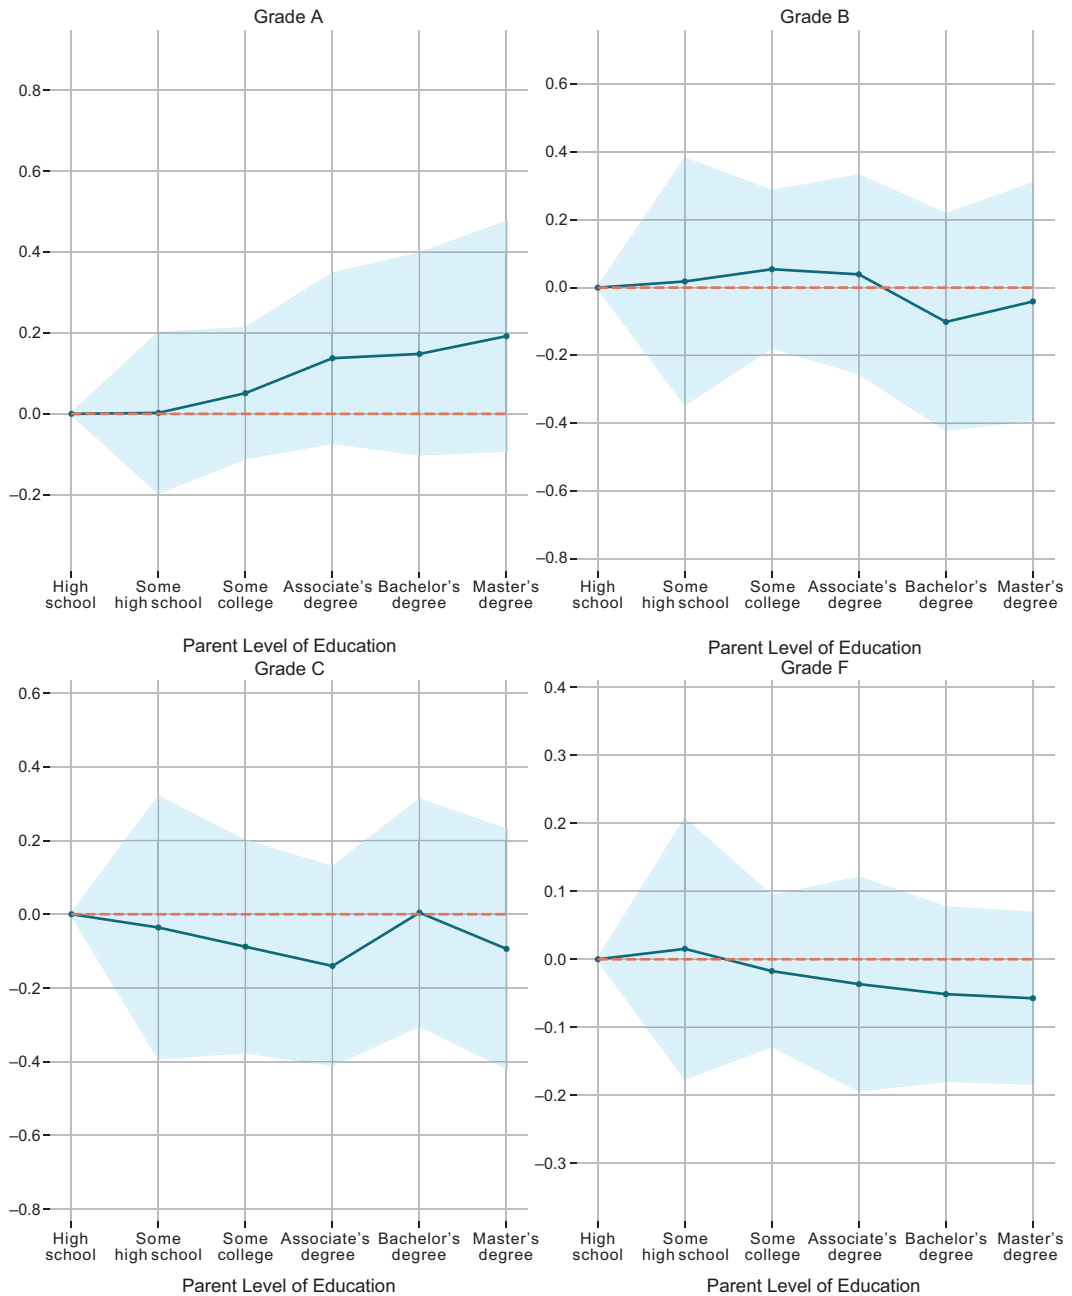 Grade A
0.8
0.6
0.4
0.2
0.0
–0.2
High school
Some high school
Some college
Associate's degree
Bachelor's degree
Master's degree
Parent Level of Education
Grade B
0.6
0.4
0.2
0.0
–0.2
–0.4
–0.6
–0.8
High school
Some high school
Some college
Associate's degree
Bachelor's degree
Master's degree
Parent Level of Education
Grade C
0.6
0.4
0.2
0.0
–0.2
–0.4
–0.6
–0.8
High school
Some high school
Some college
Associate's degree
Bachelor's degree
Master's degree
Parent Level of Education
Grade F
0.4
0.3
0.2
0.1
0.0
–0.1
–0.2
–0.3
High school
Some high school
Some college
Associate's degree
Bachelor's degree
Master's degree
Parent Level of Education